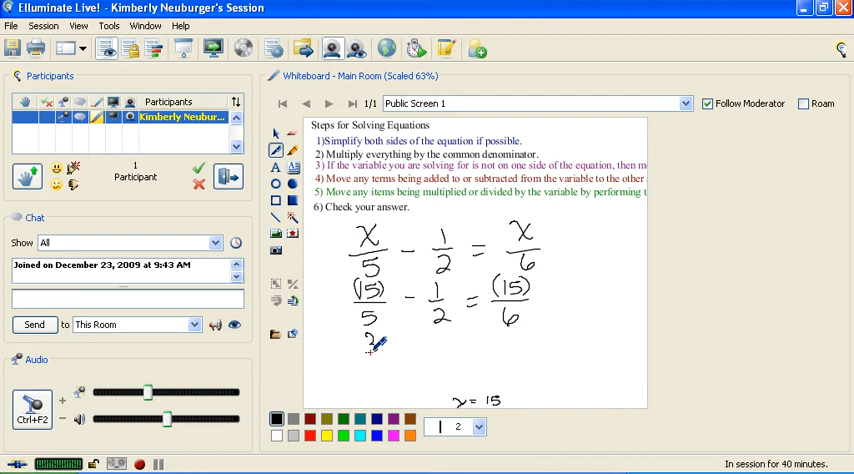 Elluminate Live! - Kimberly Neuburger's Session
File Session View Tools Window Help
Participants
Participants
Kimberly Neubur...
1
Participant
Chat
Show All
Joined on December 23, 2009 at 9:43 AM
Send to This Room
Audio
Ctrl+F2
Whiteboard - Main Room (Scaled 63%)
1/1 Public Screen 1 Follow Moderator Roam
Steps for Solving Equations
1)Simplify both sides of the equation if possible.
2) Multiply everything by the common denominator.
3) If the variable you are solving for is not on one side of the equation, then m
4) Move any terms being added to or subtracted from the variable to the other
5) Move any items being multiplied or divided by the variable by performing t
6) Check your answer.
x/5 - 1/2 = x/6
(15)/5 - 1/2 = (15)/6
x = 15
2
In session for 40 minutes.